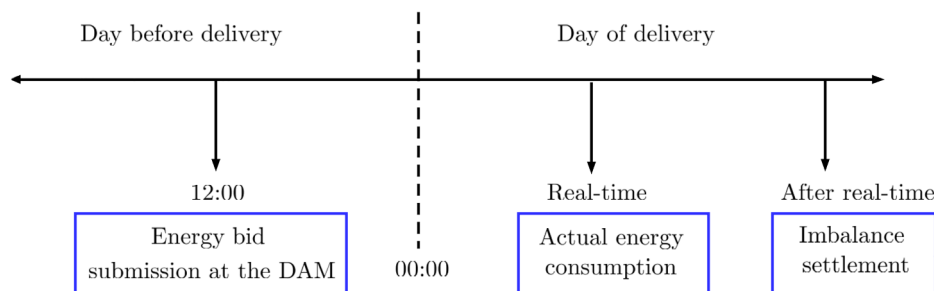 Day before delivery
Day of delivery
12:00
Real-time
After real-time
Energy bid
submission at the DAM
00:00
Actual energy
consumption
Imbalance
settlement